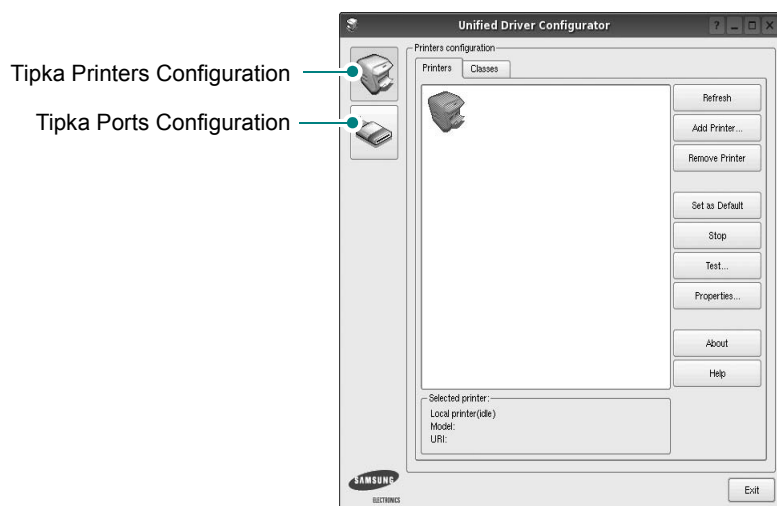 Unified Driver Configurator
Tipka Printers Configuration
Tipka Ports Configuration
Printers configuration
Printers
Classes
Refresh
Add Printer...
Remove Printer
Set as Default
Stop
Test...
Properties...
About
Help
Selected printer:
Local printer(idle)
Model:
URI:
SAMSUNG
ELECTRONICS
Exit